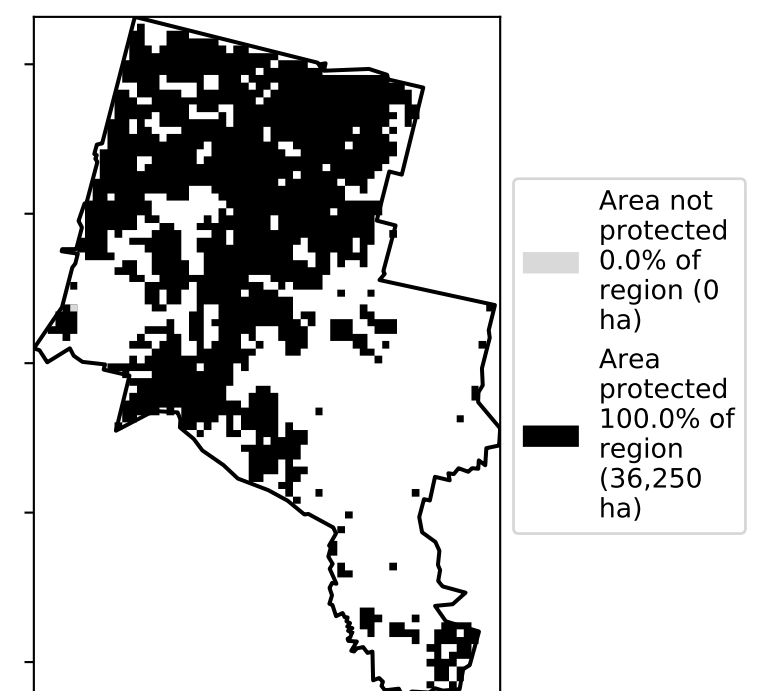 Area not
protected
0.0% of
region (0
ha)
Area
protected
100.0% of
region
(36,250
ha)